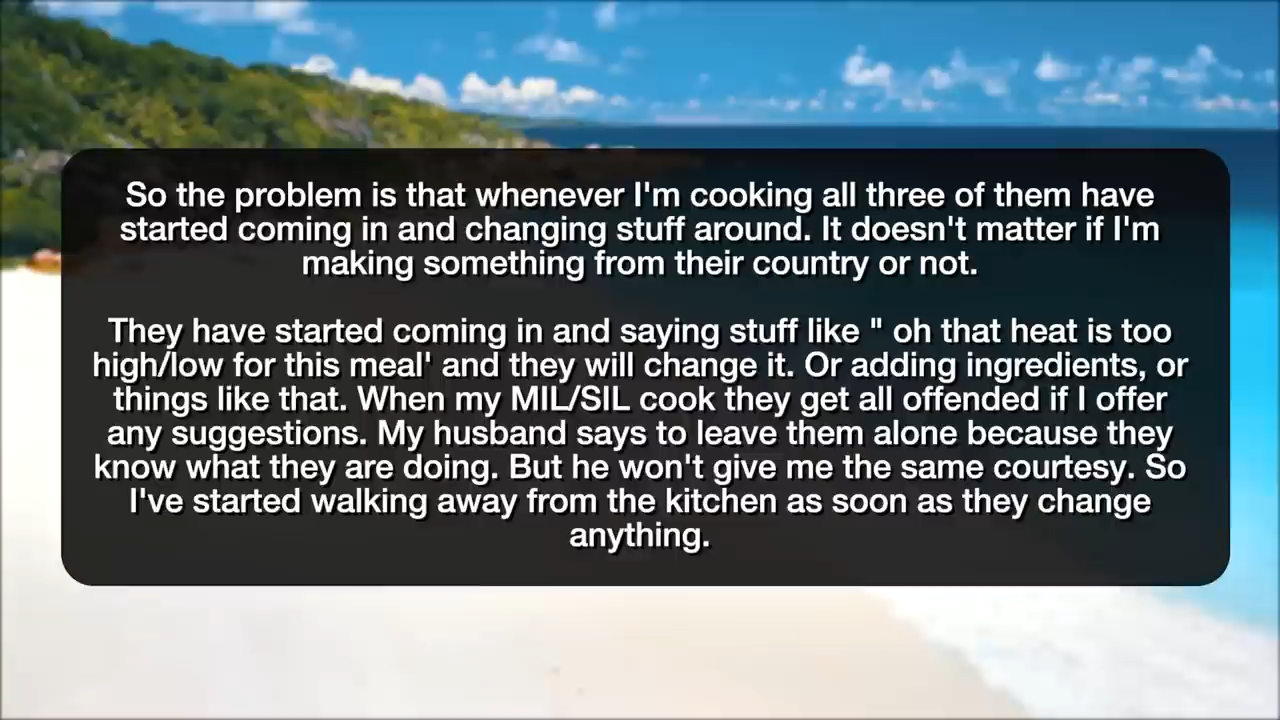 So the problem is that whenever I'm cooking all three of them have
started coming in and changing stuff around. It doesn't matter if I'm
making something from their country or not.
They have started coming in and saying stuff like " oh that heat is too
high/low for this meal' and they will change it. Or adding ingredients, or
things like that. When my MIL/SIL cook they get all offended if I offer
any suggestions. My husband says to leave them alone because they
know what they are doing. But he won't give me the same courtesy. So
I've started walking away from the kitchen as soon as they change
anything.